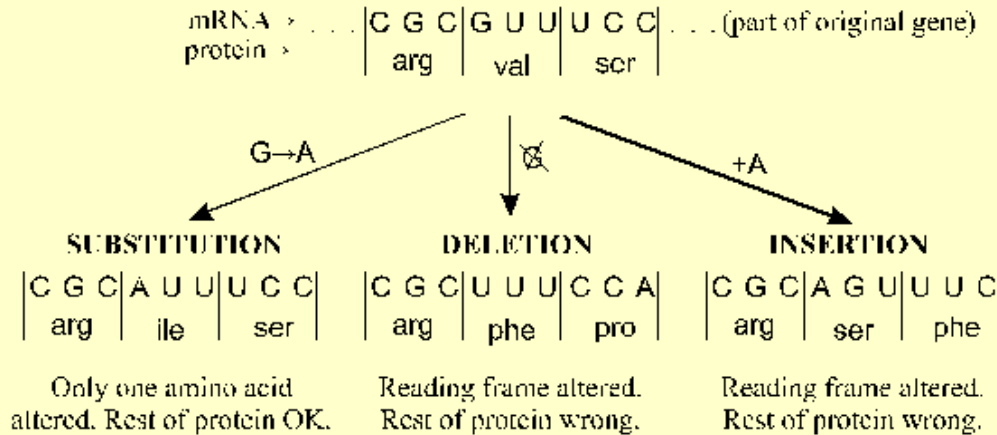 mRNA > . . . C G C G U U U C C . . . (part of original gene)
protein > arg val ser
G→A G +A
SUBSTITUTION DELETION INSERTION
C G C A U U U C C C G C U U U C C A C G C A G U U U C
arg ile ser arg phe pro arg ser phe
Only one amino acid Reading frame altered. Reading frame altered.
altered. Rest of protein OK. Rest of protein wrong. Rest of protein wrong.